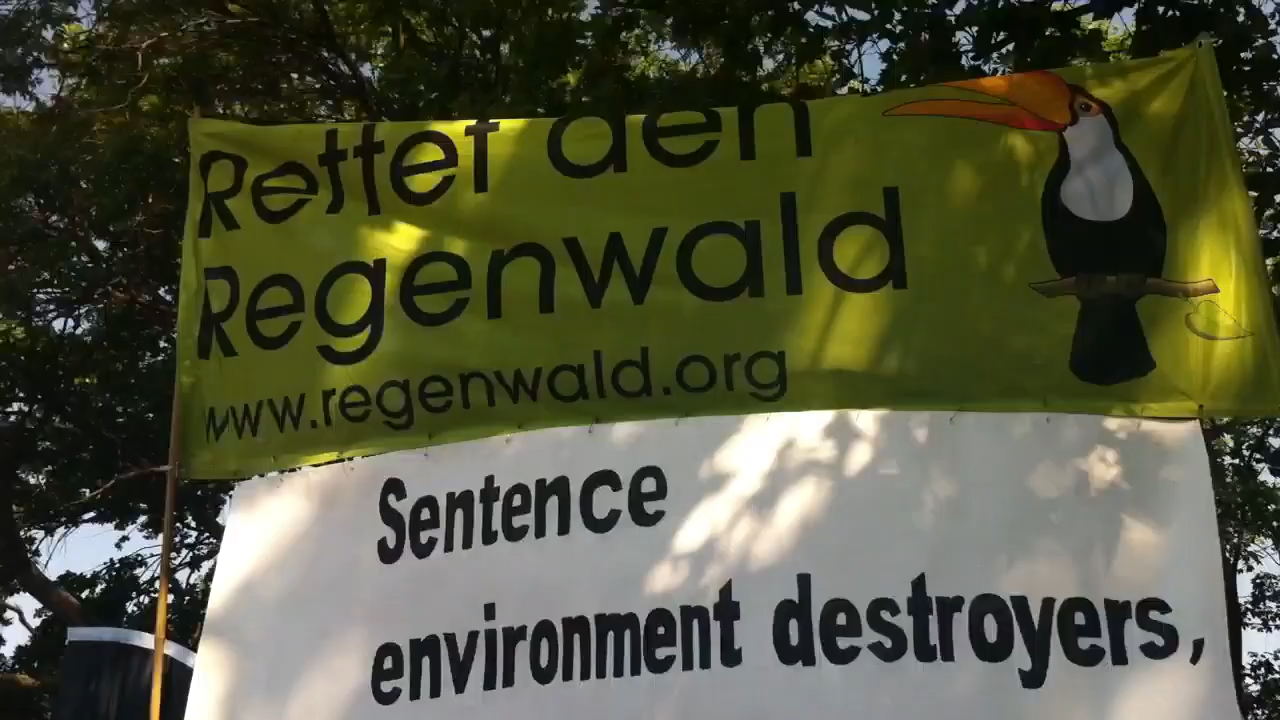 Rettet den
Regenwald
www.regenwald.org
Sentence
environment destroyers,